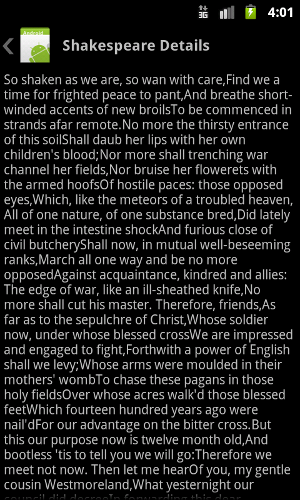 3G
4:01
Android
Shakespeare Details
So shaken as we are, so wan with care,Find we a
time for frighted peace to pant,And breathe short-
winded accents of new broilsTo be commenced in
strands afar remote.No more the thirsty entrance
of this soilShall daub her lips with her own
children's blood;Nor more shall trenching war
channel her fields,Nor bruise her flowerets with
the armed hoofsOf hostile paces: those opposed
eyes,Which, like the meteors of a troubled heaven,
All of one nature, of one substance bred,Did lately
meet in the intestine shockAnd furious close of
civil butcheryShall now, in mutual well-beseeming
ranks,March all one way and be no more
opposedAgainst acquaintance, kindred and allies:
The edge of war, like an ill-sheathed knife,No
more shall cut his master. Therefore, friends,As
far as to the sepulchre of Christ,Whose soldier
now, under whose blessed crossWe are impressed
and engaged to fight,Forthwith a power of English
shall we levy;Whose arms were moulded in their
mothers' wombTo chase these pagans in those
holy fieldsOver whose acres walk'd those blessed
feetWhich fourteen hundred years ago were
nail'dFor our advantage on the bitter cross.But
this our purpose now is twelve month old,And
bootless 'tis to tell you we will go:Therefore we
meet not now. Then let me hearOf you, my gentle
cousin Westmoreland,What yesternight our
council did decreeIn forwarding this dear